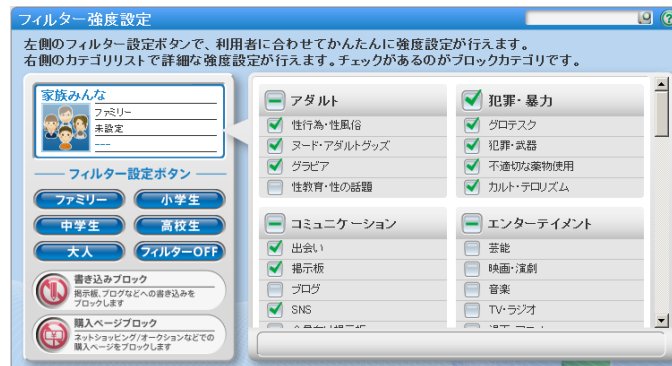 フィルター強度設定
左側のフィルター設定ボタンで、利用者に合わせてかんたんに強度設定が行えます。
右側のカテゴリリストで詳細な強度設定が行えます。チェックがあるのがブロックカテゴリです。
家族みんな
ファミリー
未設定
---
フィルター設定ボタン
ファミリー
小学生
中学生
高校生
大人
フィルターOFF
書き込みブロック
掲示板、ブログなどへの書き込みを
ブロックします
購入ページブロック
ネットショッピング/オークションなどでの
購入ページをブロックします
アダルト
性行為・性風俗
ヌード・アダルトグッズ
グラビア
性教育・性の話題
犯罪・暴力
グロテスク
犯罪・武器
不適切な薬物使用
カルト・テロリズム
コミュニケーション
出会い
掲示板
ブログ
SNS
エンターテイメント
芸能
映画・演劇
音楽
TV・ラジオ